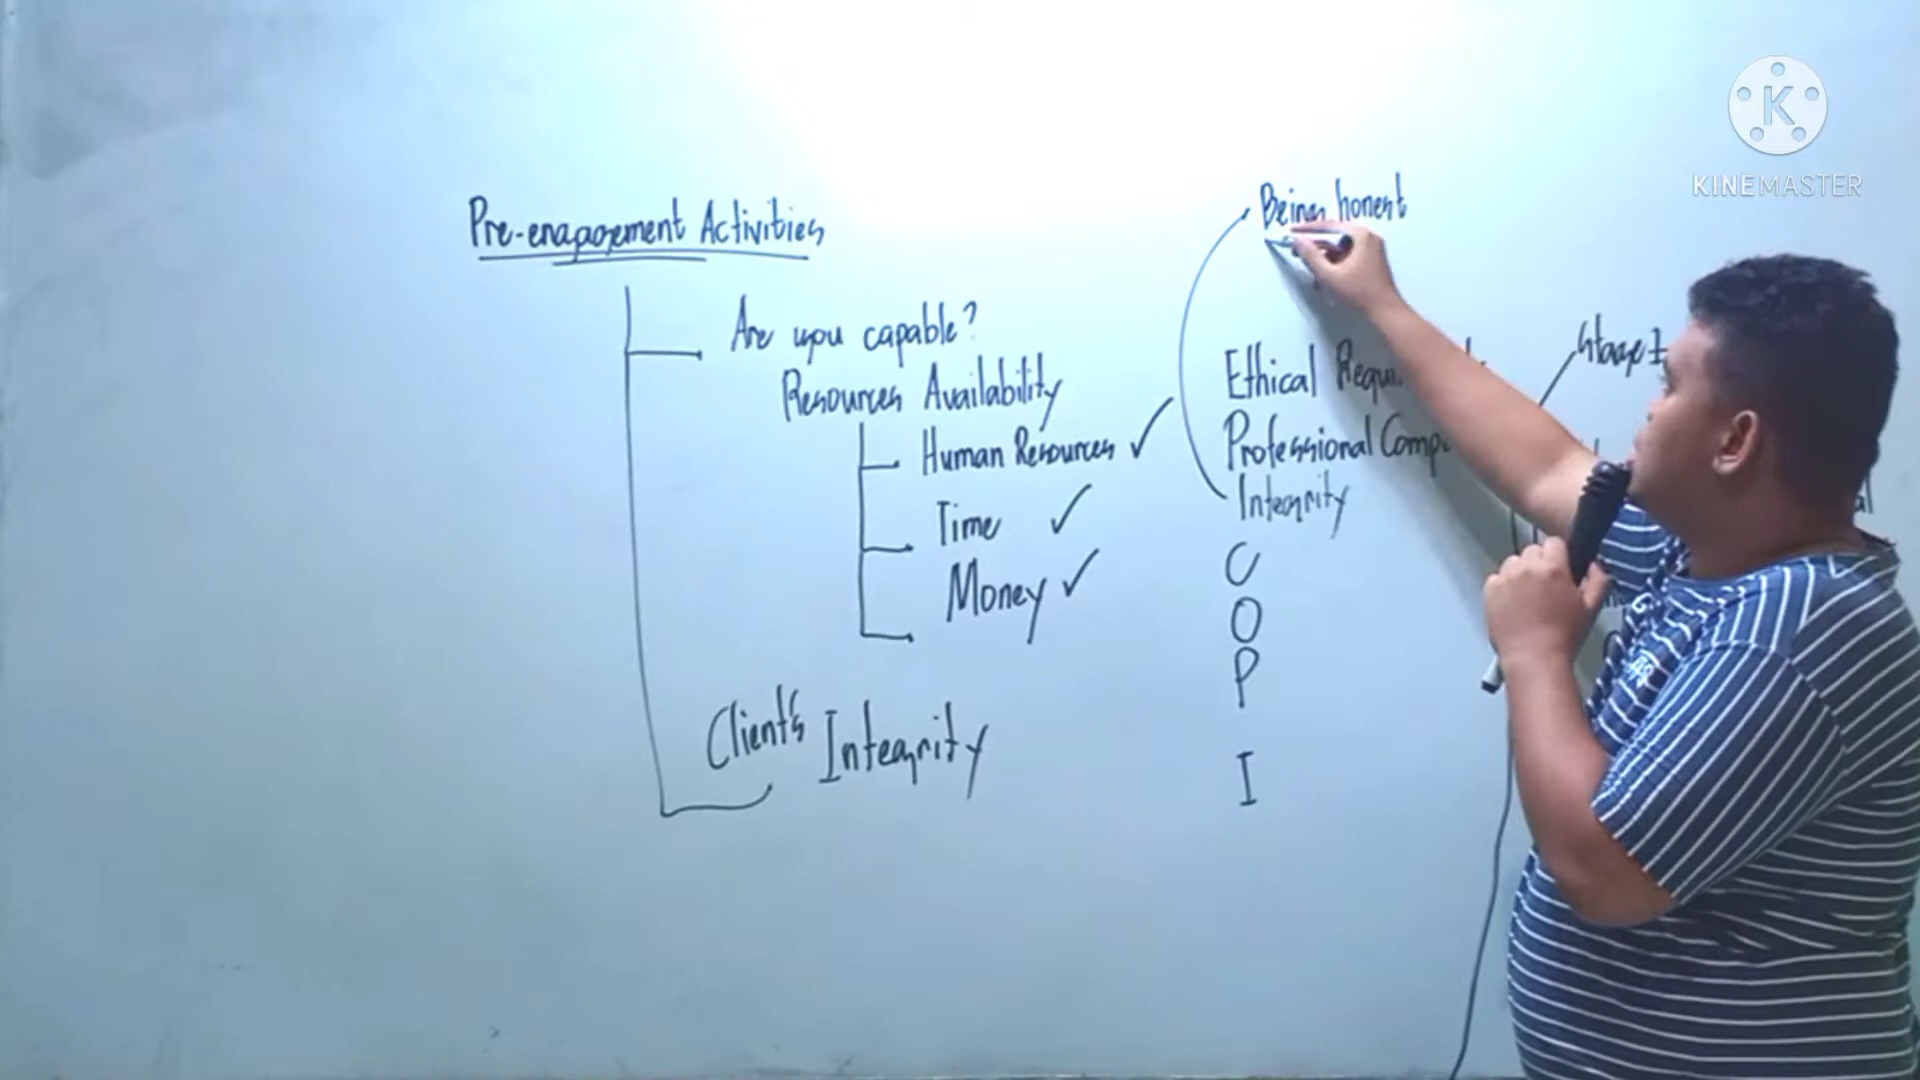 KINEMASTER
Pre-engagement Activities
Are you capable?
Resources Availability
Human Resources ✓
Time ✓
Money ✓
Client's Integrity
Being honest
Ethical
Professional
Integrity
C
O
P
I